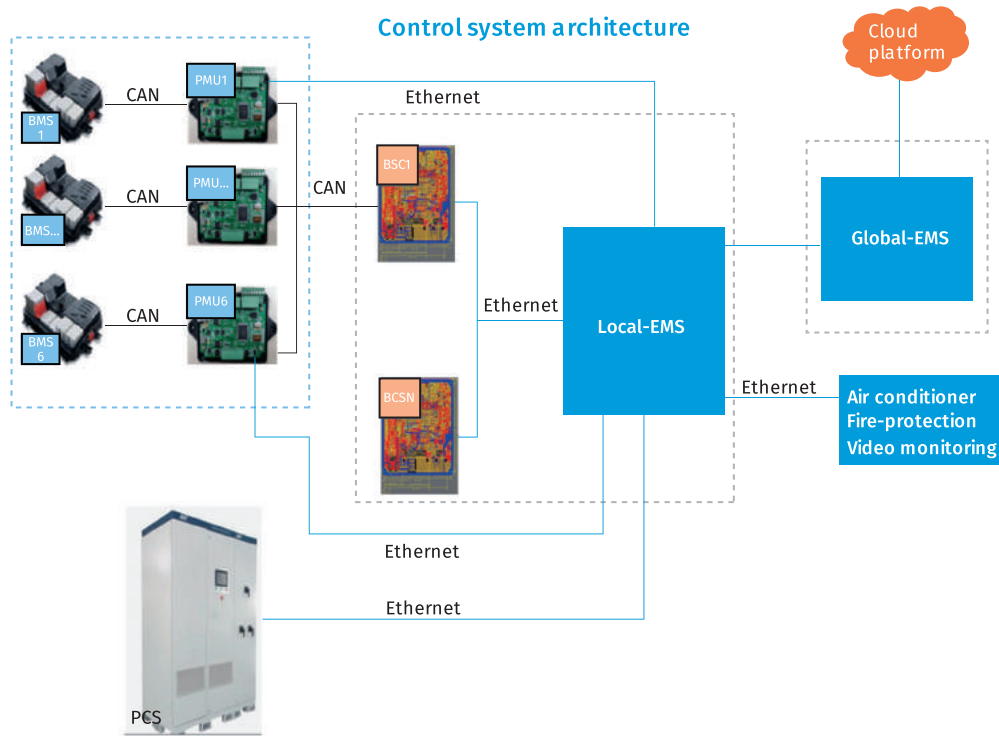 Control system architecture
Cloud
platform
PMU1
CAN
Ethernet
BMS
1
BSC1
PMU...
CAN
CAN
BMS...
Global-EMS
PMU6
Ethernet
CAN
Local-EMS
BMS
6
Ethernet
BCSN
Air conditioner
Fire-protection
Video monitoring
Ethernet
Ethernet
PCS